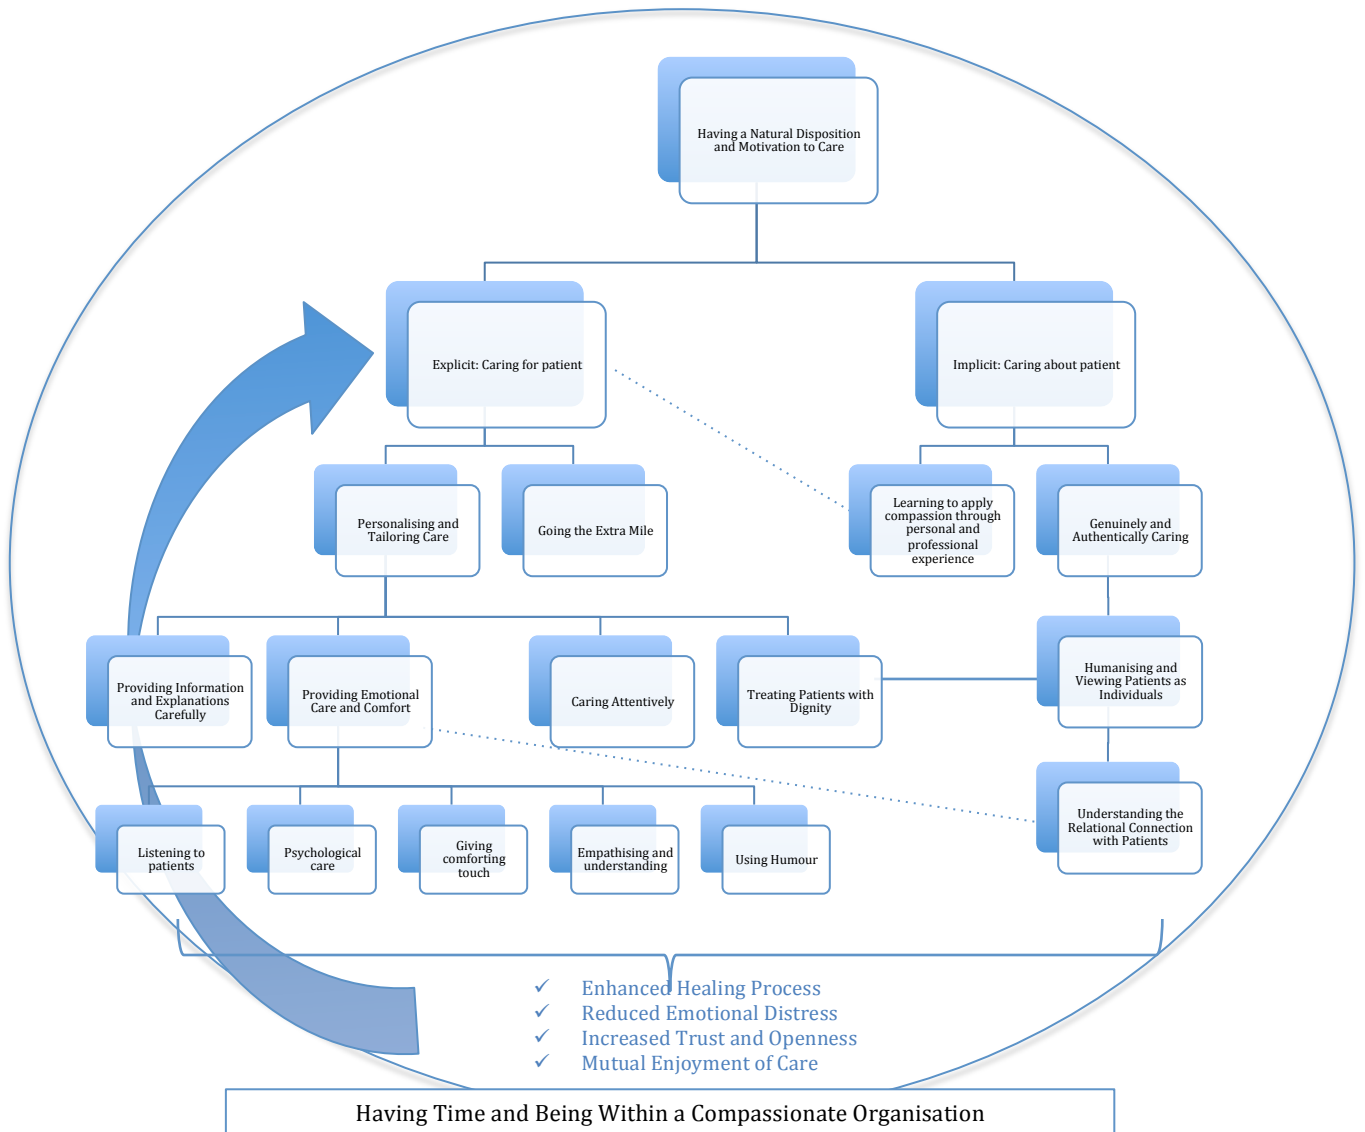 Having a Natural Disposition
and Motivation to Care
Explicit: Caring for patient
Implicit: Caring about patient
Personalising and
Tailoring Care
Going the Extra Mile
Learning to apply
compassion through
personal and
professional
experience
Genuinely and
Authentically Caring
Providing Information
and Explanations
Carefully
Providing Emotional
Care and Comfort
Caring Attentively
Treating Patients with
Dignity
Humanising and
Viewing Patients as
Individuals
Listening to
patients
Psychological
care
Giving
comforting
touch
Empathising and
understanding
Using Humour
Understanding the
Relational Connection
with Patients
✓ Enhanced Healing Process
✓ Reduced Emotional Distress
✓ Increased Trust and Openness
✓ Mutual Enjoyment of Care
Having Time and Being Within a Compassionate Organisation